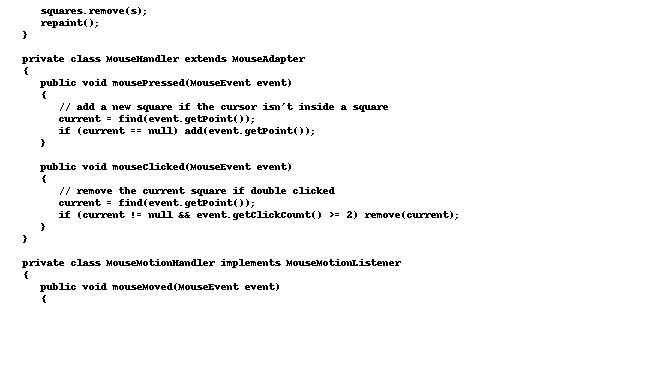 squares.remove(s);
repaint();
}
private class MouseHandler extends MouseAdapter
{
public void mousePressed(MouseEvent event)
{
// add a new square if the cursor isn't inside a square
current = find(event.getPoint());
if (current == null) add(event.getPoint());
}
public void mouseClicked(MouseEvent event)
{
// remove the current square if double clicked
current = find(event.getPoint());
if (current != null && event.getClickCount() >= 2) remove(current);
}
}
private class MouseMotionHandler implements MouseMotionListener
{
public void mouseMoved(MouseEvent event)
{